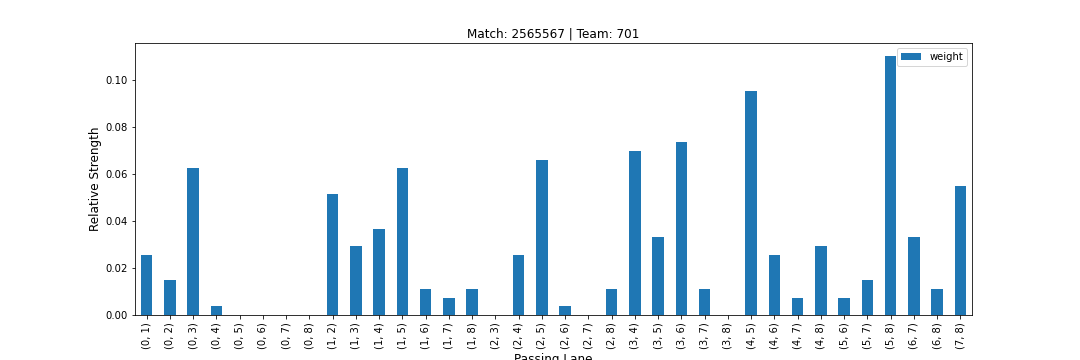 Match: 2565567 | Team: 701
weight
Relative Strength
0.10
0.08
0.06
0.04
0.02
0.00
(0, 1) (0, 2) (0, 3) (0, 4) (0, 5) (0, 6) (0, 7) (0, 8) (1, 2) (1, 3) (1, 4) (1, 5) (1, 6) (1, 7) (1, 8) (2, 3) (2, 4) (2, 5) (2, 6) (2, 7) (2, 8) (3, 4) (3, 5) (3, 6) (3, 7) (3, 8) (4, 5) (4, 6) (4, 7) (4, 8) (5, 6) (5, 7) (5, 8) (6, 7) (6, 8) (7, 8)
Passing Lane